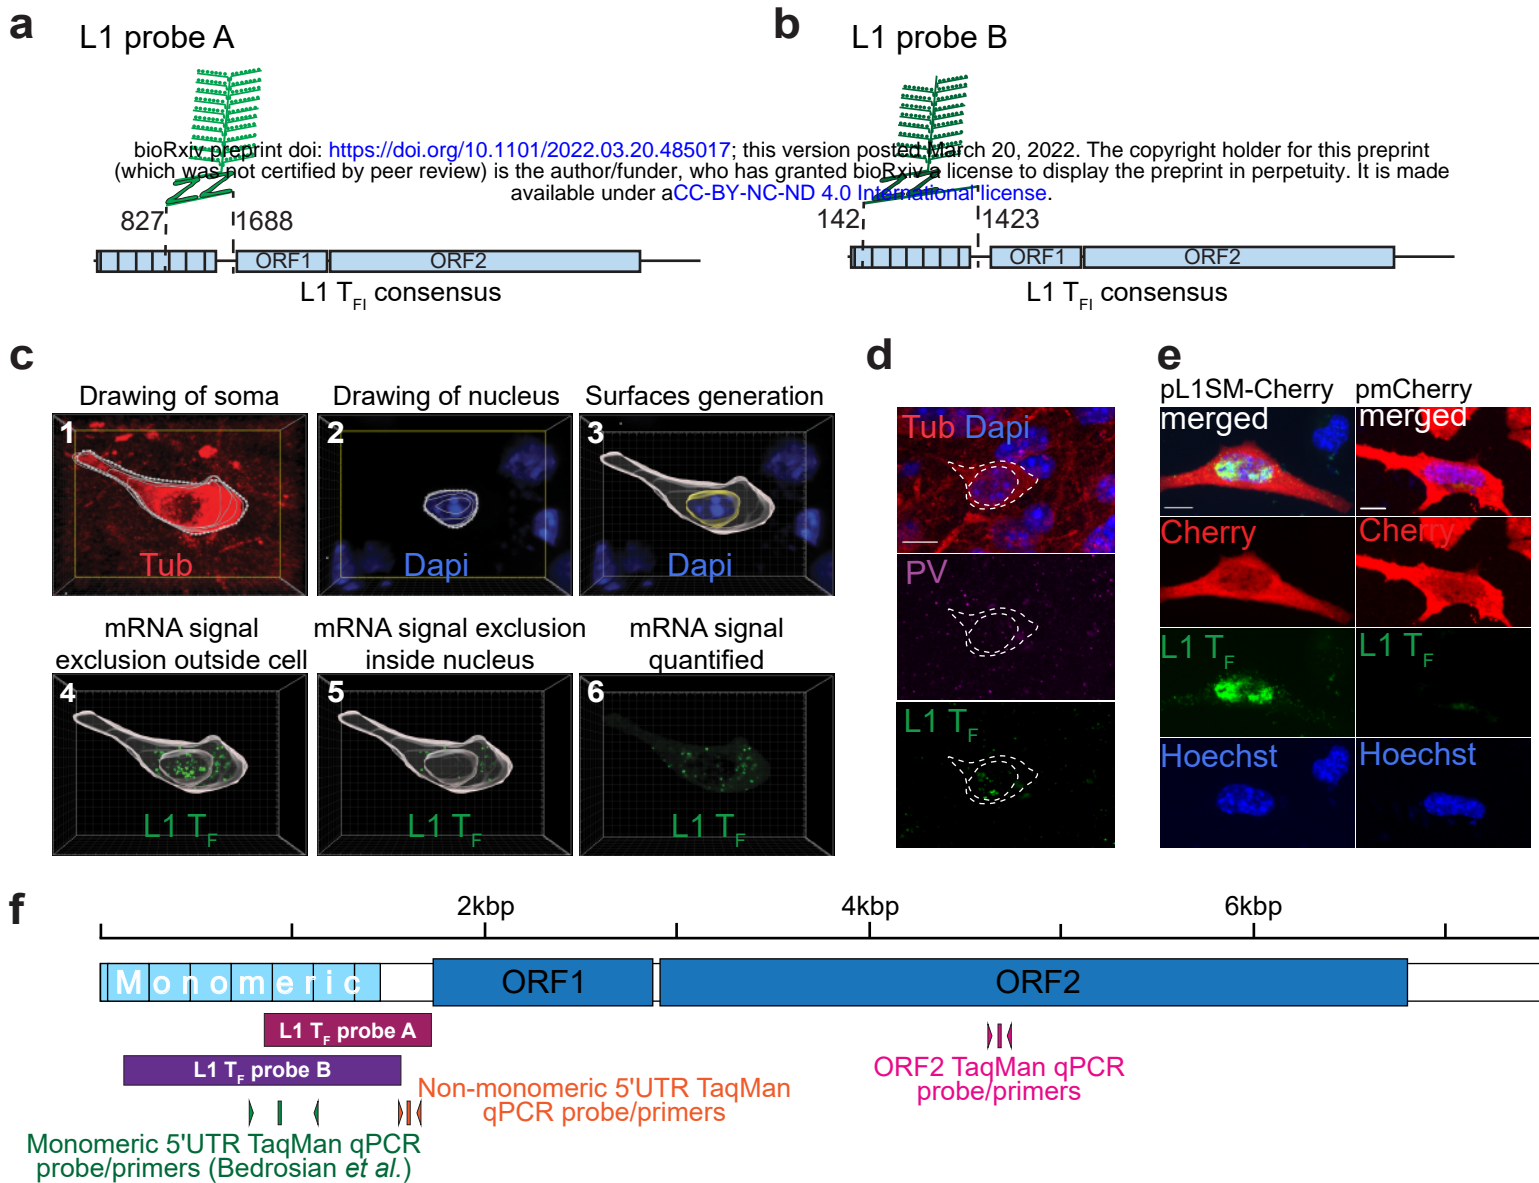 a
L1 probe A
b
L1 probe B
bioRxiv preprint doi: https://doi.org/10.1101/2022.03.20.485017; this version posted March 20, 2022. The copyright holder for this preprint
(which was not certified by peer review) is the author/funder, who has granted bioRxiv a license to display the preprint in perpetuity. It is made
available under aCC-BY-NC-ND 4.0 International license.
827
1688
ORF1
ORF2
L1 TFI consensus
142
1423
ORF1
ORF2
L1 TFI consensus
c
Drawing of soma
1
Tub
Drawing of nucleus
2
Dapi
Surfaces generation
3
Dapi
mRNA signal
exclusion outside cell
4
L1 TF
mRNA signal exclusion
inside nucleus
5
L1 TF
mRNA signal
quantified
6
L1 TF
d
Tub Dapi
PV
L1 TF
e
pL1SM-Cherry
merged
Cherry
L1 TF
Hoechst
pmCherry
merged
Cherry
L1 TF
Hoechst
f
2kbp
4kbp
6kbp
Monomeric
ORF1
ORF2
L1 TF probe A
L1 TF probe B
Non-monomeric 5'UTR TaqMan
qPCR probe/primers
ORF2 TaqMan qPCR
probe/primers
Monomeric 5'UTR TaqMan qPCR
probe/primers (Bedrosian et al.)